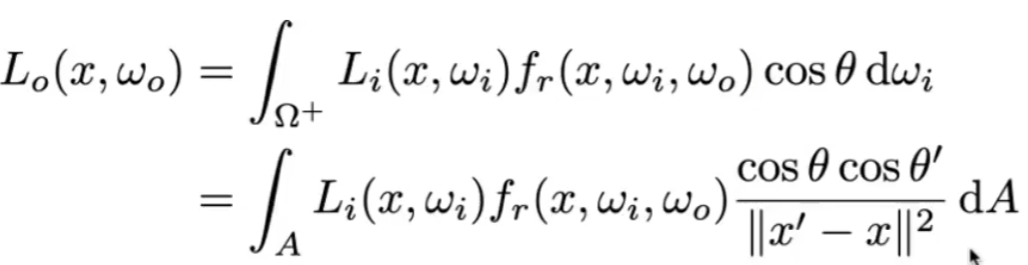 L_o(x, ω_o) = ∫_{Ω^+} L_i(x, ω_i) f_r(x, ω_i, ω_o) cos θ dω_i
= ∫_A L_i(x, ω_i) f_r(x, ω_i, ω_o) \frac{cos θ cos θ′}{‖x′ − x‖^2} dA